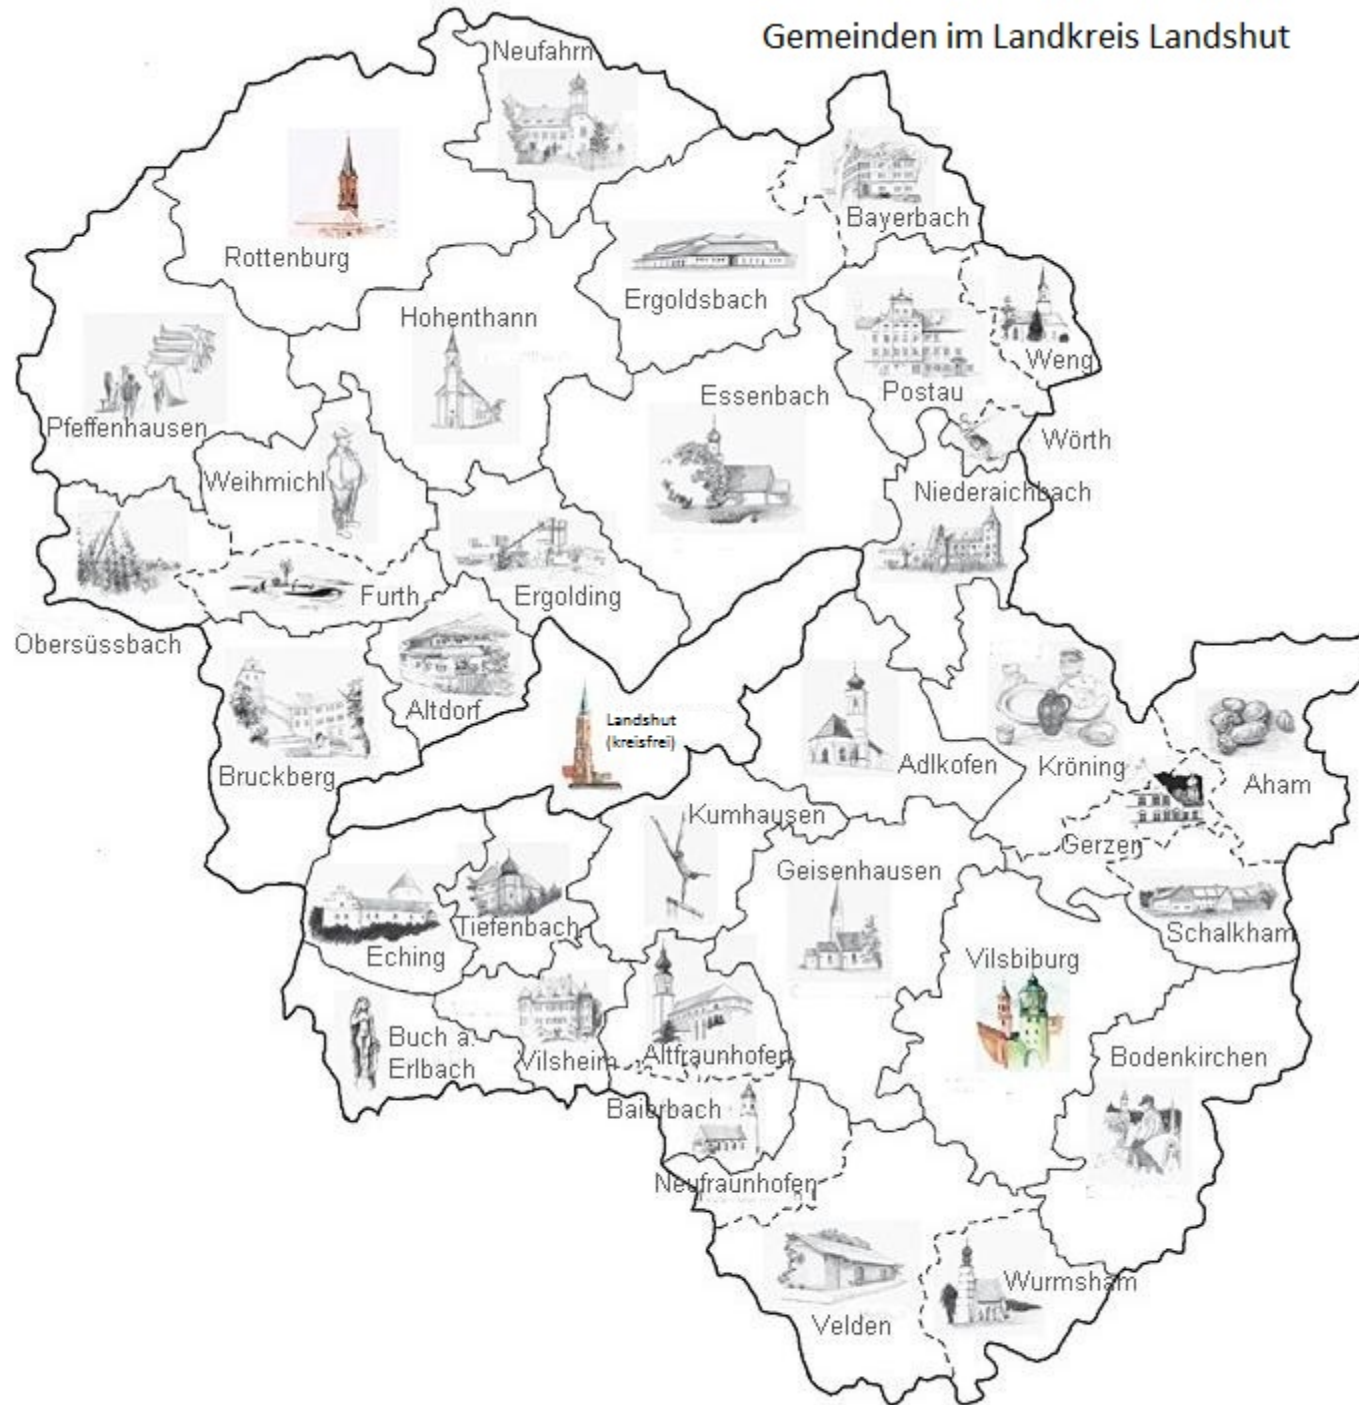 Gemeinden im Landkreis Landshut
Neufahrn
Bayerbach
Rottenburg
Ergoldsbach
Hohenthann
Weng
Essenbach
Postau
Pfeffenhausen
Wörth
Weihmichl
Niederaichbach
Furth
Ergolding
Obersüssbach
Altdorf
Landshut
(kreisfrei)
Bruckberg
Adlkofen
Kröning
Aham
Kumhausen
Gerzen
Geisenhausen
Tiefenbach
Schalkham
Eching
Vilsbiburg
Buch a.
Erlbach
Vilsheim
Altfraunhofen
Bodenkirchen
Baierbach
Neufraunhofen
Wurmsham
Velden